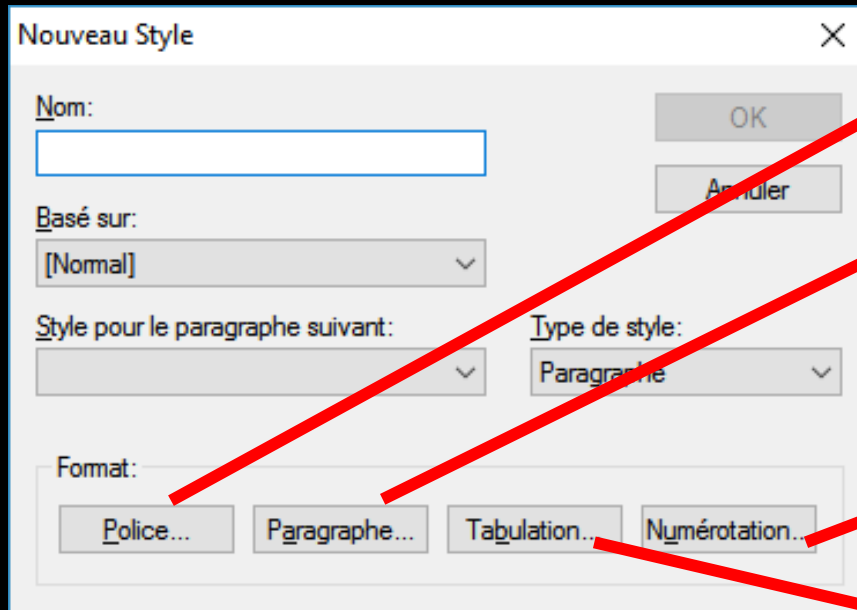 Nouveau Style
Nom:
OK
Annuler
Basé sur:
[Normal]
Style pour le paragraphe suivant:
Type de style:
Paragraphe
Format:
Police...
Paragraphe...
Tabulation...
Numérotation...